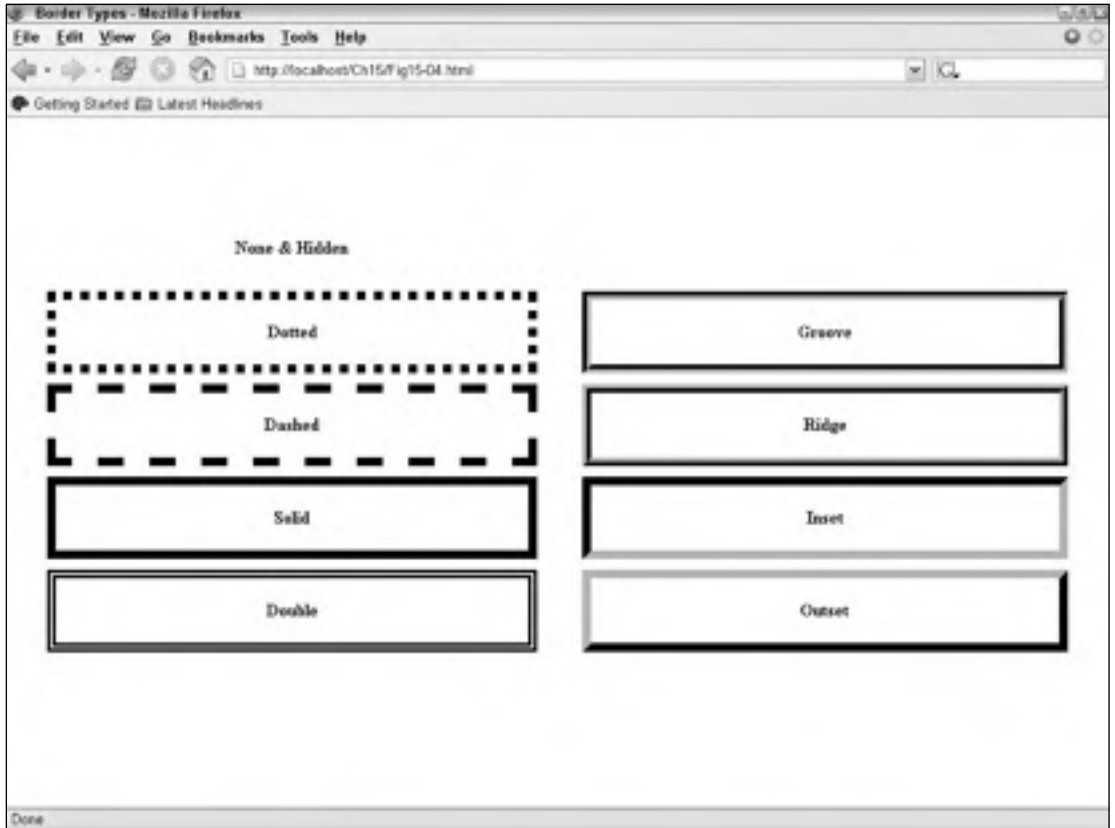 Border Types - Mozilla Firefox
File Edit View Go Bookmarks Tools Help
http://localhost/Ch15/Fig15-04.html
Getting Started Latest Headlines
None & Hidden
Dotted
Groove
Dashed
Ridge
Solid
Inset
Double
Outset
Done